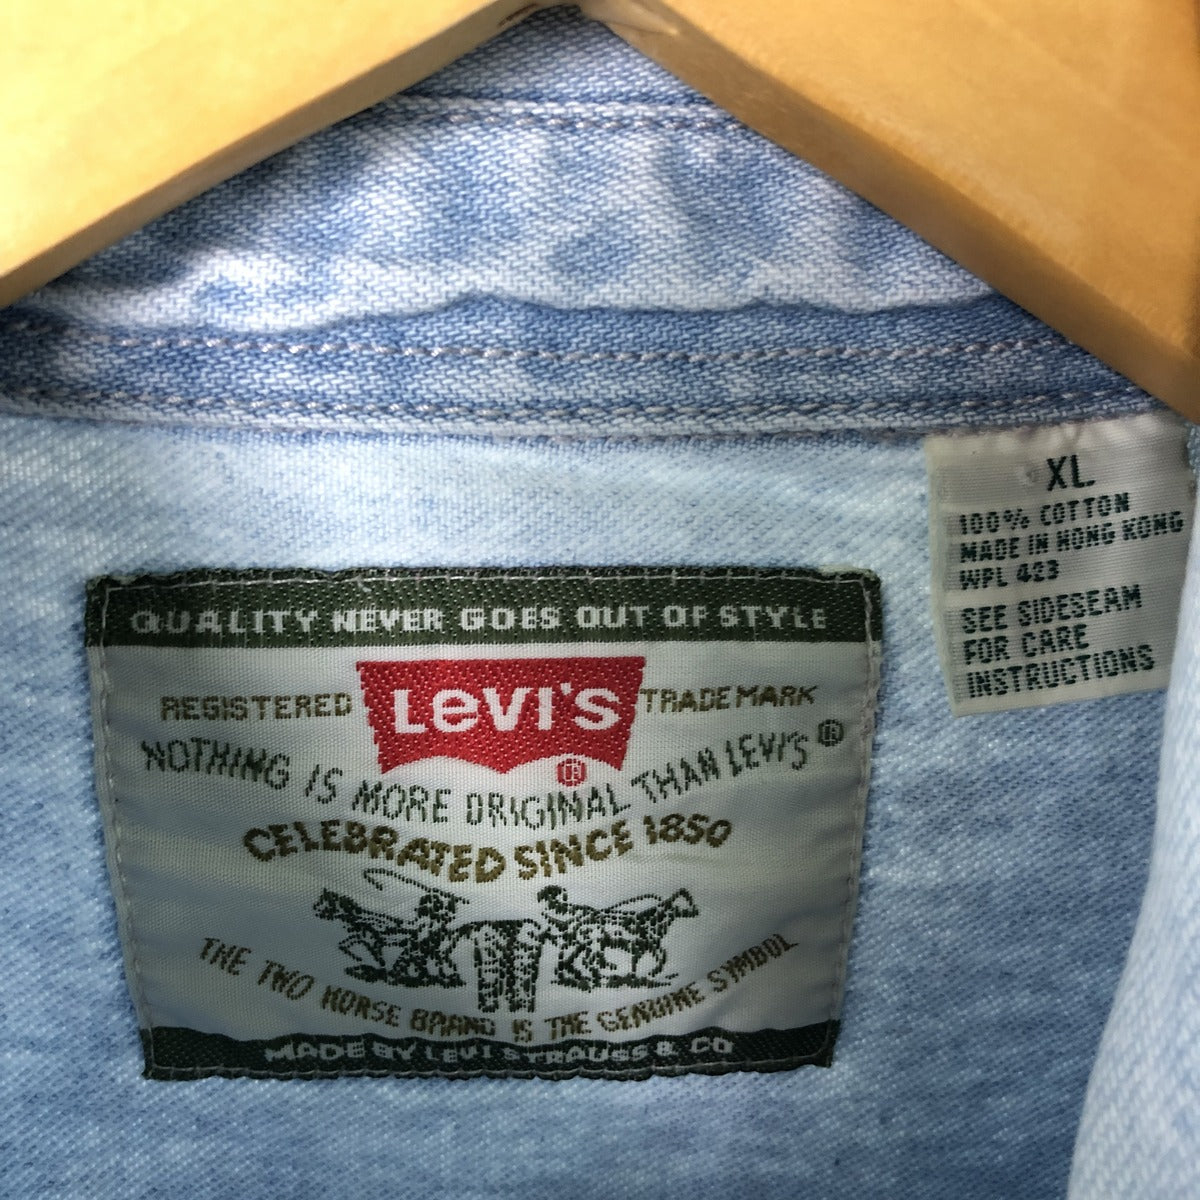 XL
100% COTTON
MADE IN HONG KONG
WPL 423
SEE SIDESEAM
FOR CARE
INSTRUCTIONS
QUALITY NEVER GOES OUT OF STYLE
REGISTERED LEVI'S TRADEMARK
®
NOTHING IS MORE ORIGINAL THAN LEVI'S®
CELEBRATED SINCE 1850
THE TWO HORSE BRAND IS THE GENUINE SYMBOL
MADE BY LEVI STRAUSS & CO